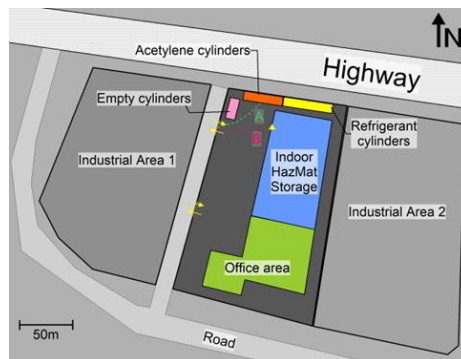 N
Acetylene cylinders
Highway
Empty cylinders
A
Refrigerant
cylinders
B
Industrial Area 1
Indoor
HazMat
Storage
Industrial Area 2
Office area
50m
Road